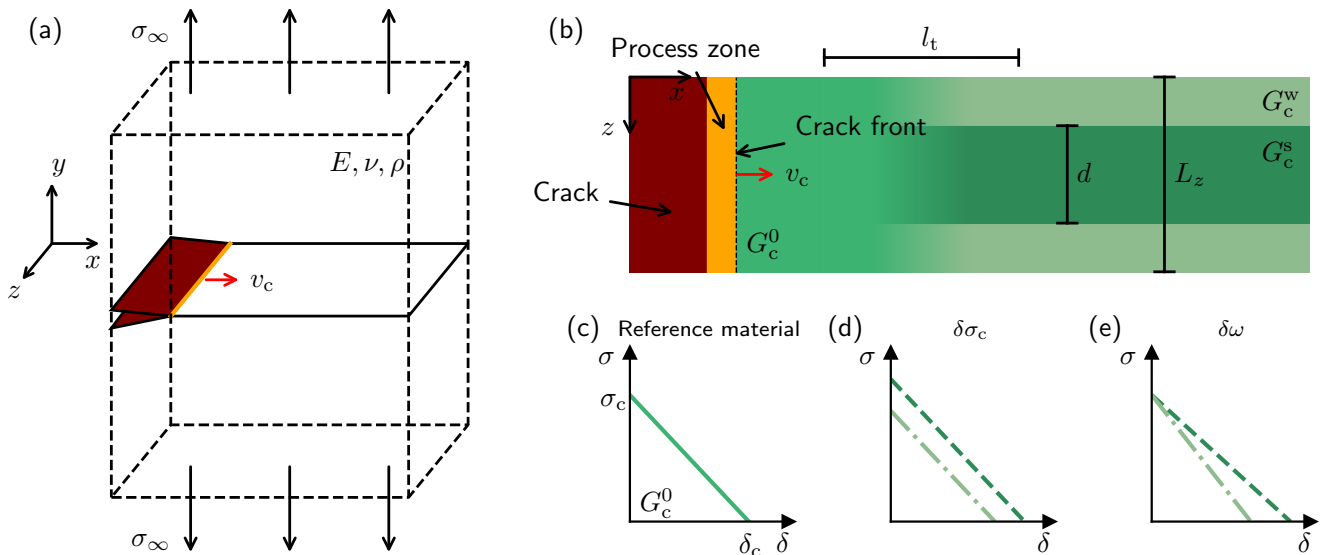 (a)
σ∞
E, ν, ρ
y
x
z
v_c
σ∞
(b)
Process zone
l_t
x
z
Crack front
v_c
Crack
G_c^0
d
L_z
G_c^w
G_c^s
(c) Reference material
σ
σ_c
G_c^0
δ_c
δ
(d) δσ_c
σ
δ
(e) δω
σ
δ